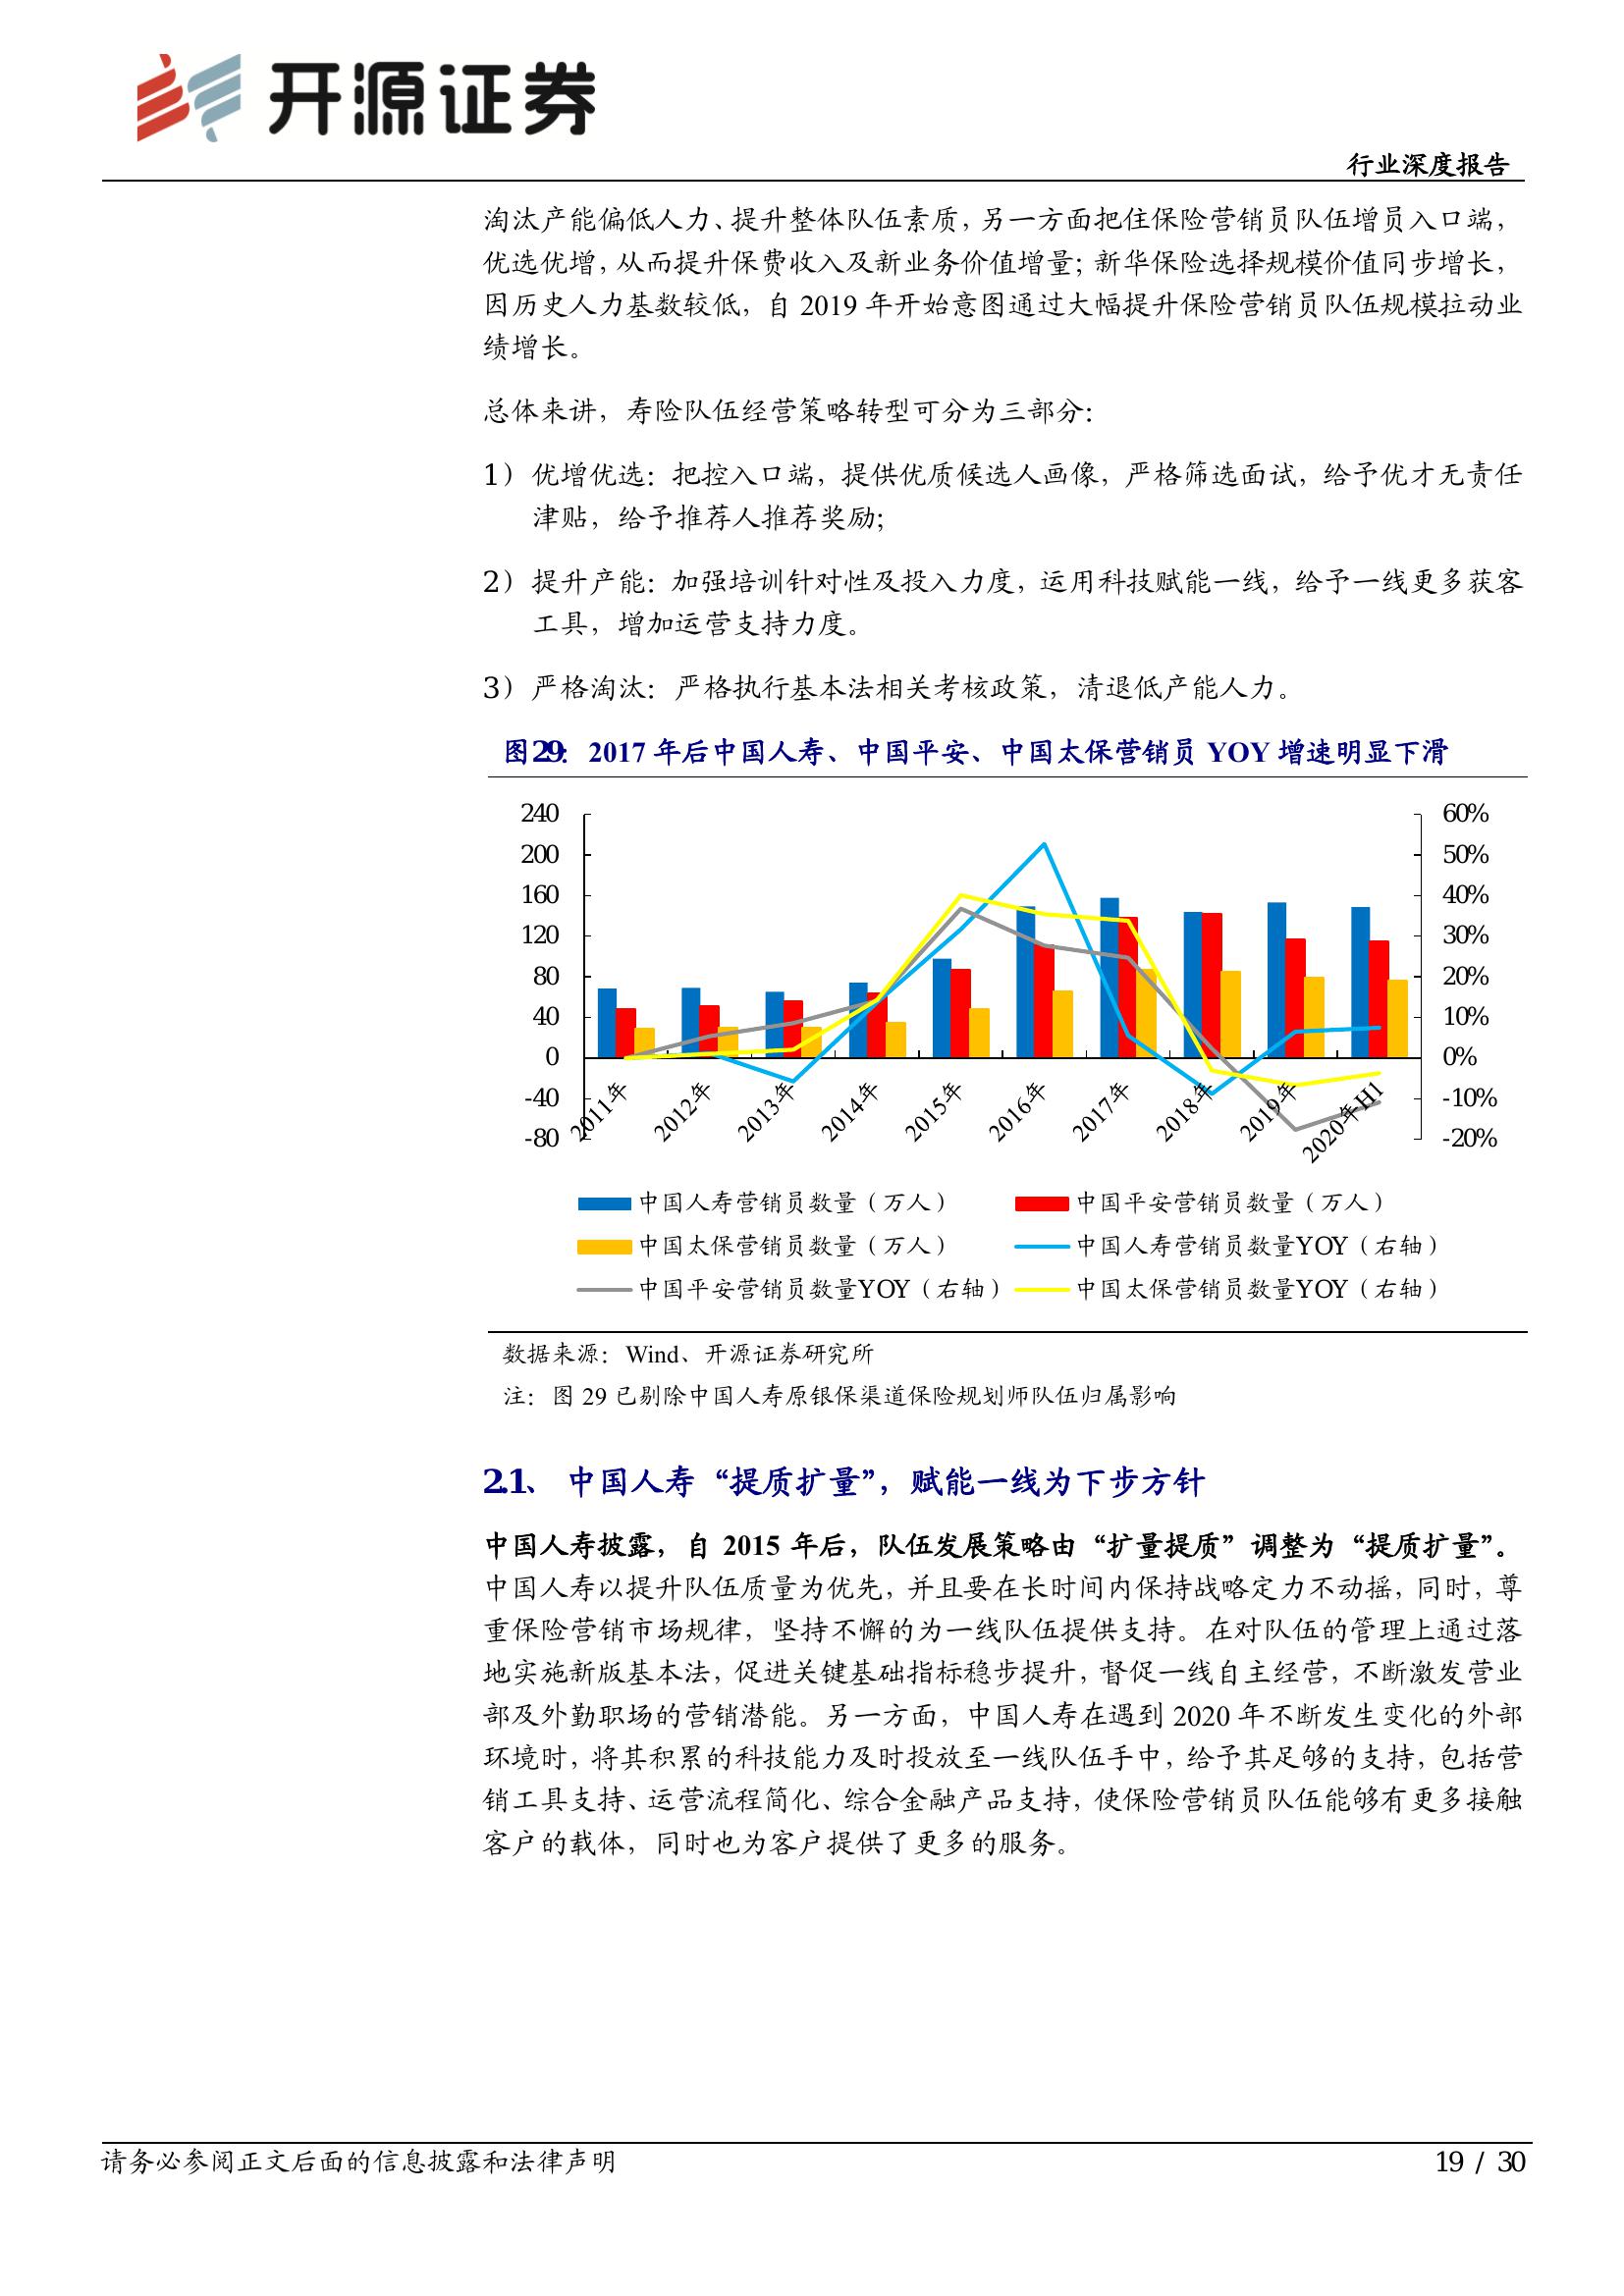 开源证券
行业深度报告
淘汰产能偏低人力、提升整体队伍素质，另一方面把住保险营销员队伍增员入口端，
优选优增，从而提升保费收入及新业务价值增量；新华保险选择规模价值同步增长，
因历史人力基数较低，自 2019 年开始意图通过大幅提升保险营销员队伍规模拉动业
绩增长。
总体来讲，寿险队伍经营策略转型可分为三部分：
1）优增优选：把控入口端，提供优质候选人画像，严格筛选面试，给予优才无责任
津贴，给予推荐人推荐奖励；
2）提升产能：加强培训针对性及投入力度，运用科技赋能一线，给予一线更多获客
工具，增加运营支持力度。
3）严格淘汰：严格执行基本法相关考核政策，清退低产能人力。
图29： 2017 年后中国人寿、中国平安、中国太保营销员 YOY 增速明显下滑
240 60%
200 50%
160 40%
120 30%
80 20%
40 10%
0 0%
-40 -10%
-80 -20%
2011年 2012年 2013年 2014年 2015年 2016年 2017年 2018年 2019年 2020年H1
中国人寿营销员数量（万人） 中国平安营销员数量（万人）
中国太保营销员数量（万人） 中国人寿营销员数量YOY（右轴）
中国平安营销员数量YOY（右轴） 中国太保营销员数量YOY（右轴）
数据来源：Wind、开源证券研究所
注：图 29 已剔除中国人寿原银保渠道保险规划师队伍归属影响
2.1、 中国人寿“提质扩量”，赋能一线为下步方针
中国人寿披露，自 2015 年后，队伍发展策略由“扩量提质”调整为“提质扩量”。
中国人寿以提升队伍质量为优先，并且要在长时间内保持战略定力不动摇，同时，尊
重保险营销市场规律，坚持不懈的为一线队伍提供支持。在对队伍的管理上通过落
地实施新版基本法，促进关键基础指标稳步提升，督促一线自主经营，不断激发营业
部及外勤职场的营销潜能。另一方面，中国人寿在遇到 2020 年不断发生变化的外部
环境时，将其积累的科技能力及时投放至一线队伍手中，给予其足够的支持，包括营
销工具支持、运营流程简化、综合金融产品支持，使保险营销员队伍能够有更多接触
客户的载体，同时也为客户提供了更多的服务。
请务必参阅正文后面的信息披露和法律声明 19 / 30